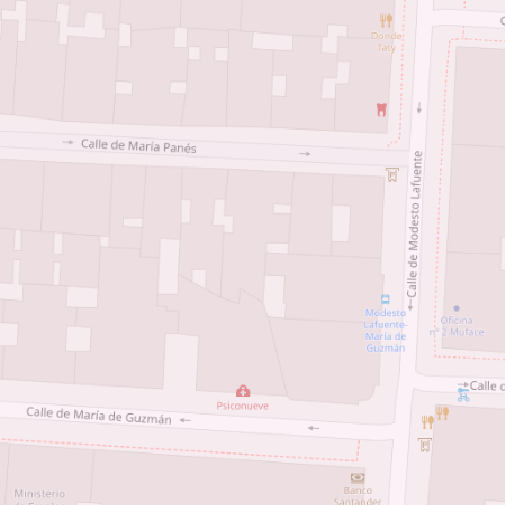 Donde
taty
Calle de María Panés
Calle de Modesto Lafuente
Modesto
Lafuente-
María de
Guzmán
Oficina
nº 2 Muface
Calle d
Psiconueve
Calle de María de Guzmán
Banco
Santander
Ministerio